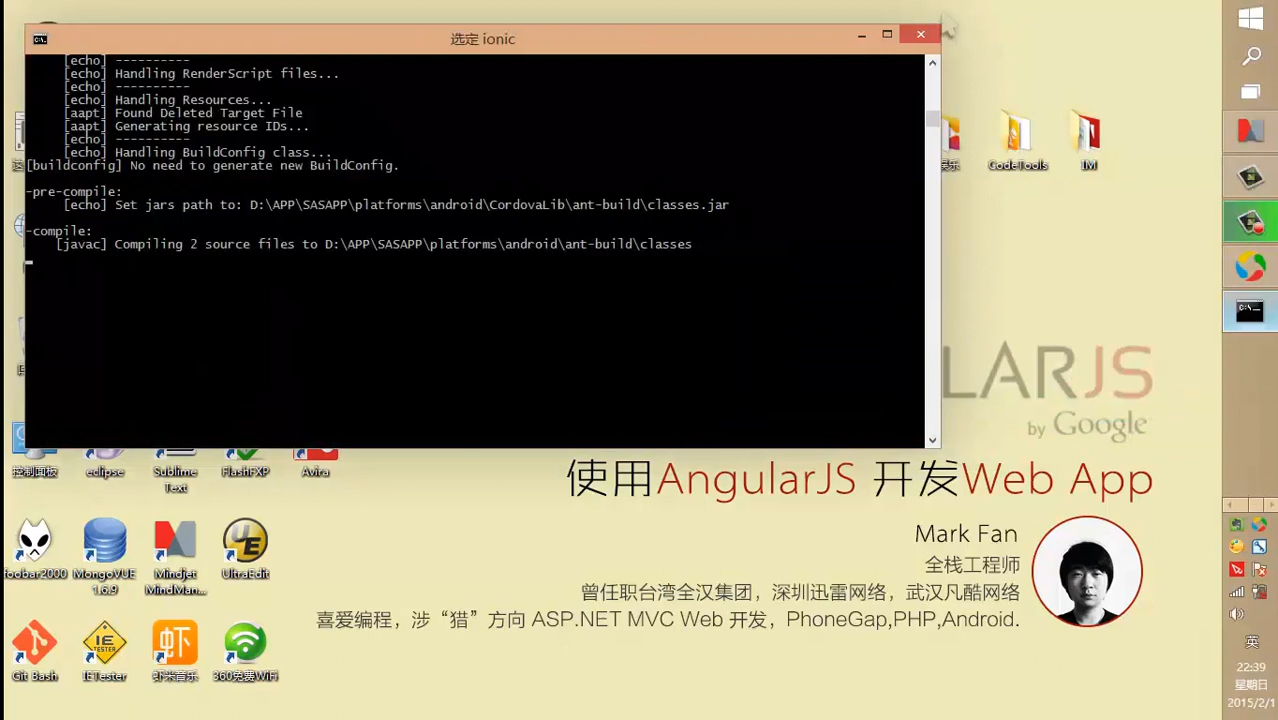 选定 ionic
[echo] ----------
[echo] Handling RenderScript files...
[echo] ----------
[echo] Handling Resources...
[aapt] Found Deleted Target File
[aapt] Generating resource IDs...
[echo] ----------
[echo] Handling BuildConfig class...
[buildconfig] No need to generate new BuildConfig.
-pre-compile:
[echo] Set jars path to: D:\APP\SASAPP\platforms\android\CordovaLib\ant-build\classes.jar
-compile:
[javac] Compiling 2 source files to D:\APP\SASAPP\platforms\android\ant-build\classes
CodeTools
IM
LARJS
by Google
控制面板
eclipse
Sublime
Text
FlashFXP
Avira
使用AngularJS 开发Web App
Mark Fan
全栈工程师
曾任职台湾全汉集团，深圳迅雷网络，武汉凡酷网络
喜爱编程，涉“猎”方向 ASP.NET MVC Web 开发，PhoneGap,PHP,Android.
foobar2000
MongoVUE
1.6.9
Mindjet
MindMan...
UltraEdit
Git Bash
IETester
虾米音乐
360免费WiFi
英
22:39
星期日
2015/2/1